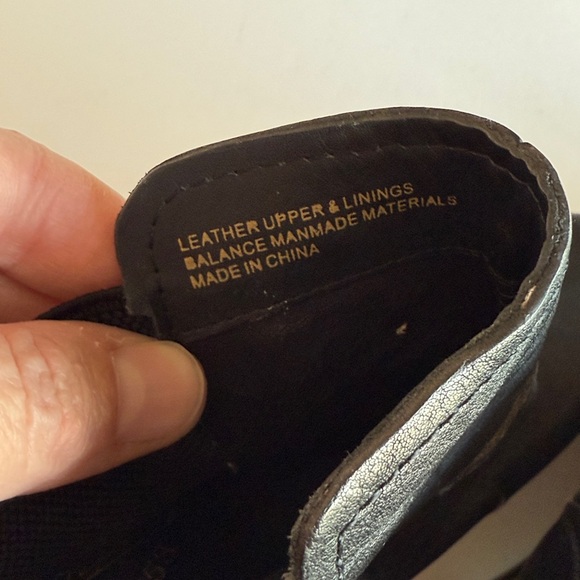 LEATHER UPPER & LININGS
BALANCE MANMADE MATERIALS
MADE IN CHINA